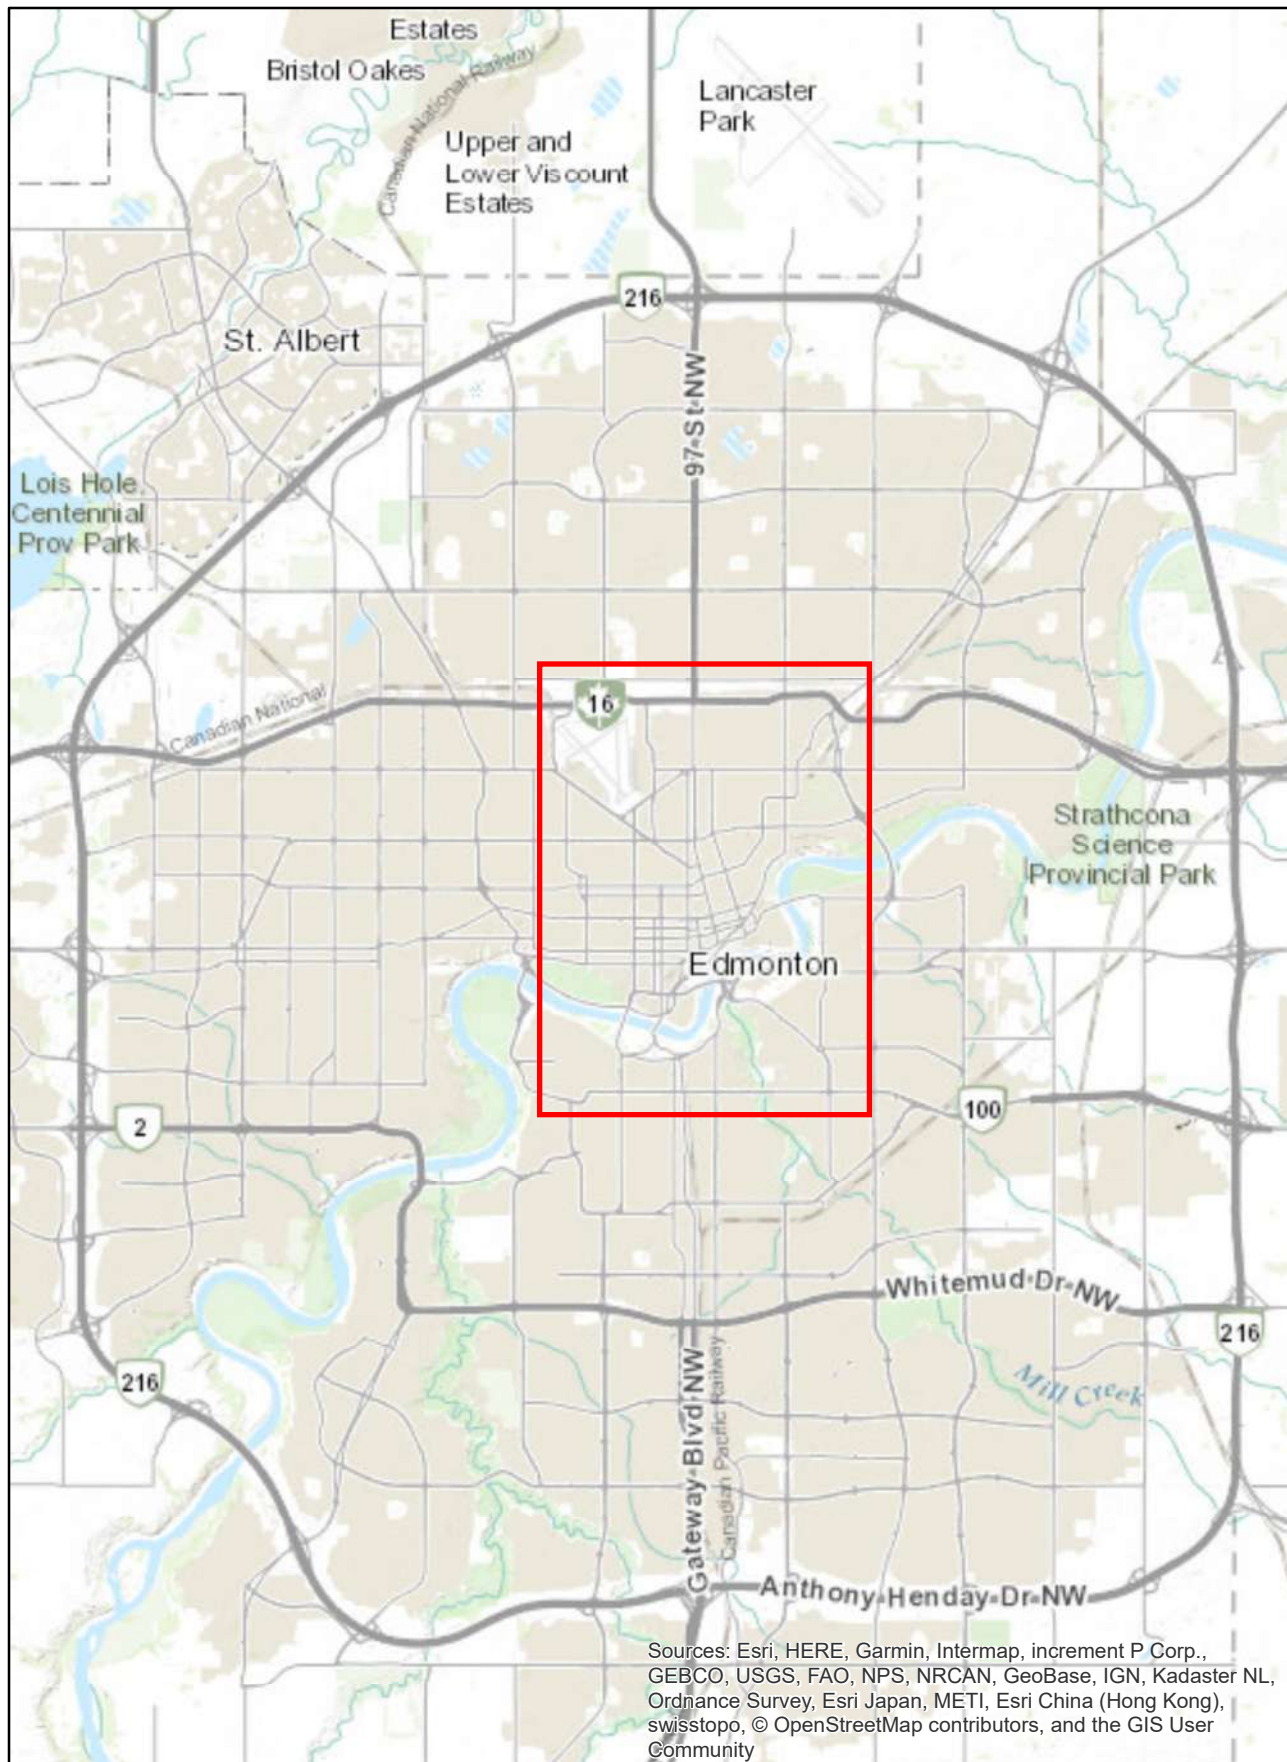 Estates
Bristol Oakes
Canadian National Railway
Lancaster
Park
Upper and
Lower Viscount
Estates
216
St. Albert
97 St NW
Lois Hole
Centennial
Prov Park
16
Canadian National
Strathcona
Science
Provincial Park
Edmonton
100
2
Whitemud Dr NW
216
216
Mill Creek
Gateway Blvd NW
Canadian Pacific Railway
Anthony Henday Dr NW
Sources: Esri, HERE, Garmin, Intermap, increment P Corp.,
GEBCO, USGS, FAO, NPS, NRCAN, GeoBase, IGN, Kadaster NL,
Ordnance Survey, Esri Japan, METI, Esri China (Hong Kong),
swisstopo, © OpenStreetMap contributors, and the GIS User
Community